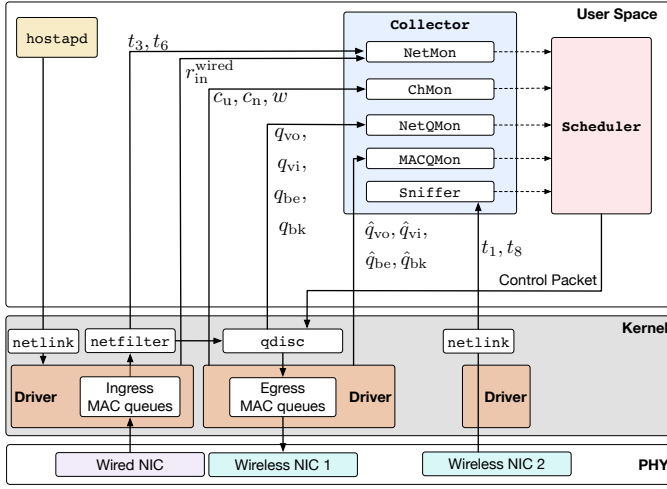 User Space
hostapd
Collector
t₃, t₆
NetMon
r_in^wired
ChMon
c_u, c_n, w
NetQMon
q_vo,
Scheduler
MACQMon
q_vi,
Sniffer
q_be,
q_bk
q̂_vo, q̂_vi,
q̂_be, q̂_bk
t₁, t₈
Control Packet
Kernel
netlink
netfilter
qdisc
netlink
Driver
Ingress
MAC queues
Egress
MAC queues
Driver
Driver
Wired NIC
Wireless NIC 1
Wireless NIC 2
PHY